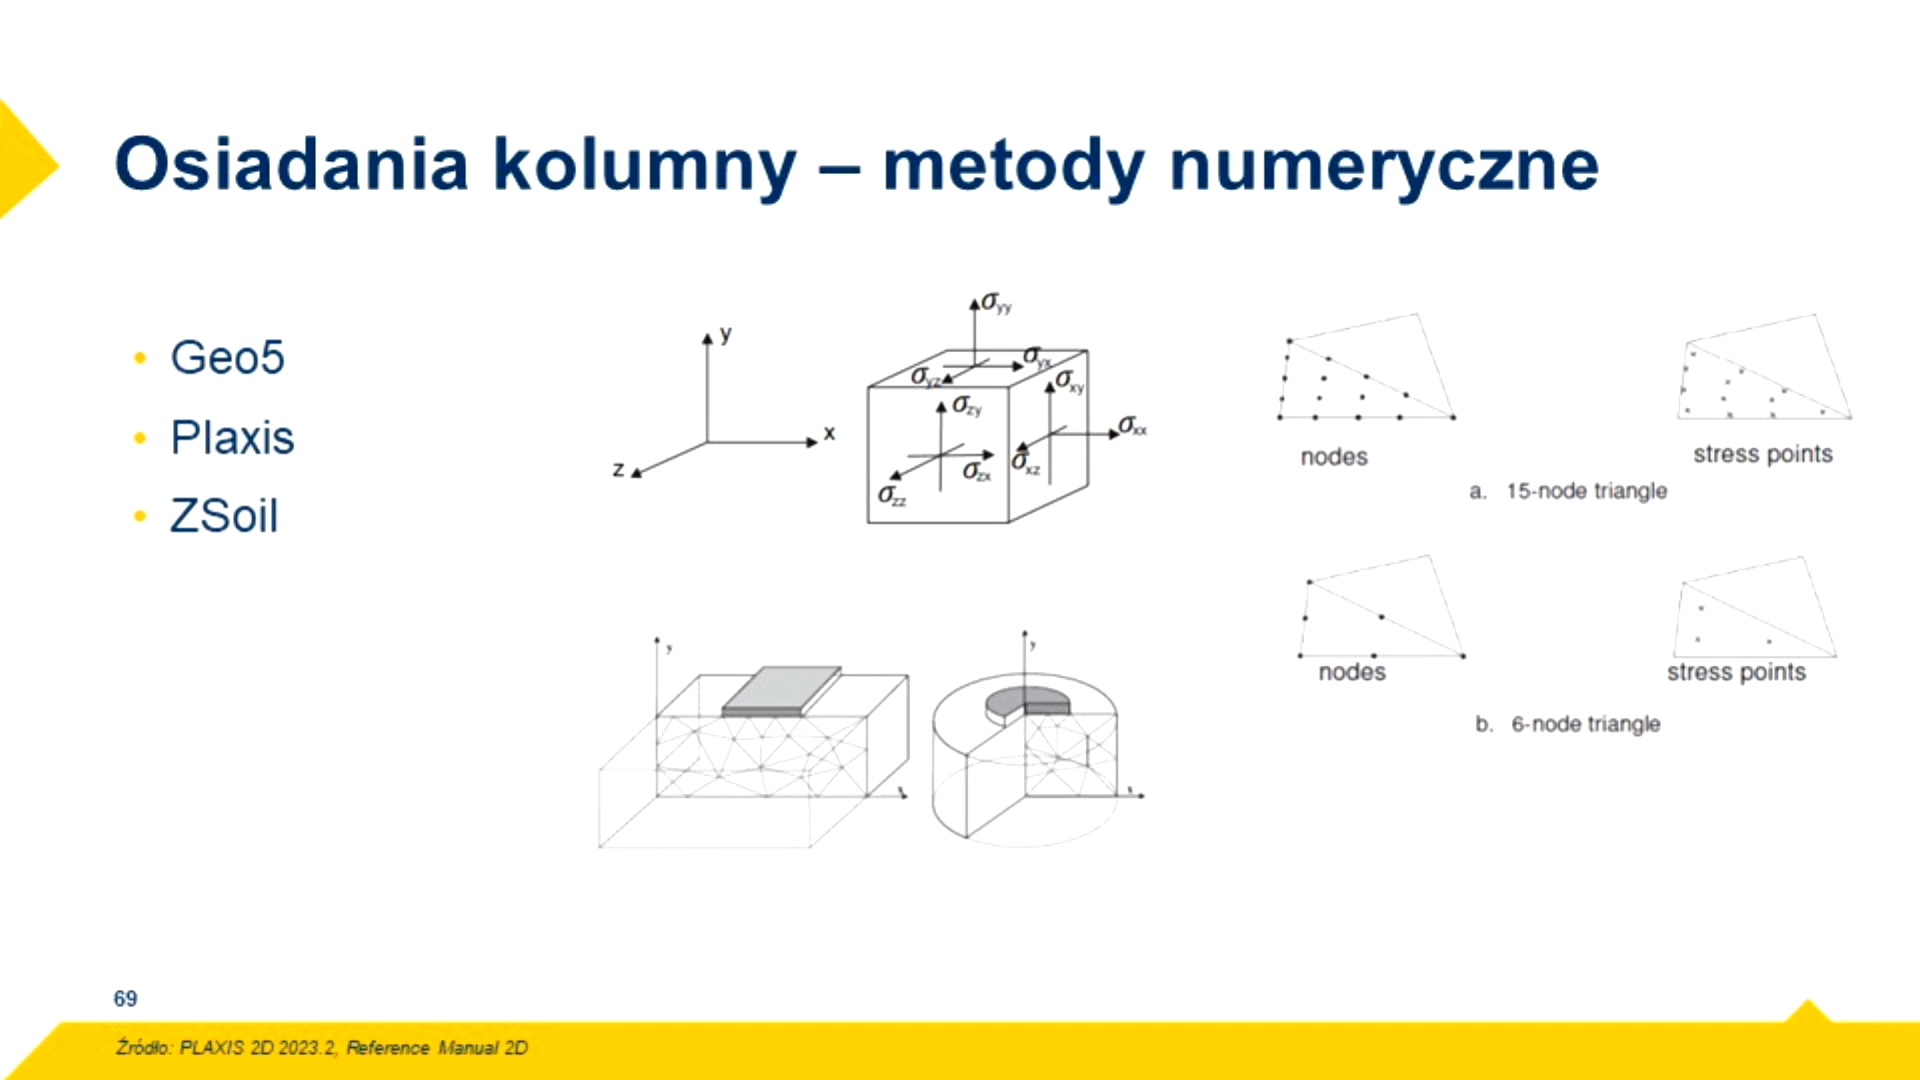 Osiadania kolumny – metody numeryczne
• Geo5
• Plaxis
• ZSoil
y
x
z
σyy
σyx
σyz
σxy
σzy
σxx
σzx
σxz
σzz
nodes
stress points
a. 15-node triangle
nodes
stress points
b. 6-node triangle
y
y
69
Źródło: PLAXIS 2D 2023.2, Reference Manual 2D